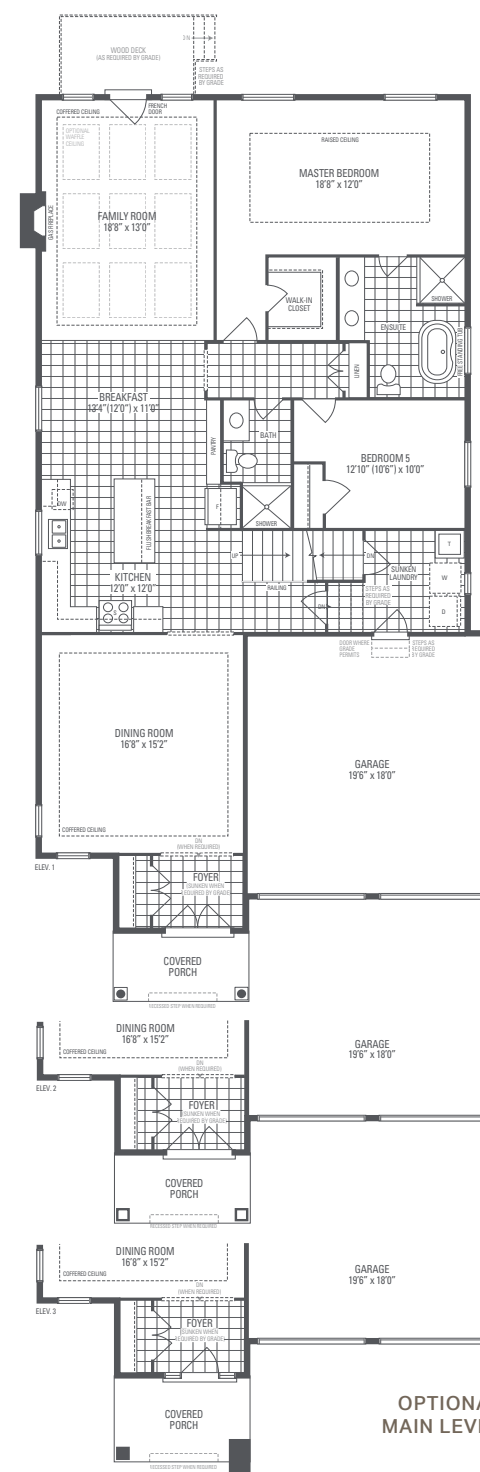 WOOD DECK
(AS REQUIRED BY GRADE)
DN
STEPS AS
REQUIRED
BY GRADE
COFFERED CEILING
FRENCH
DOOR
OPTIONAL
WAFFLE
CEILING
RAISED CEILING
MASTER BEDROOM
18'8" x 12'0"
FAMILY ROOM
18'8" x 13'0"
GAS FIREPLACE
WALK-IN
CLOSET
SHOWER
ENSUITE
FREE STANDING TUB
LINEN
BREAKFAST
13'4"(12'0") x 11'0"
BATH
BEDROOM 5
12'10" (10'6") x 10'0"
PANTRY
DW
FLUSH BREAKFAST BAR
F
SHOWER
UP
DN
SUNKEN
LAUNDRY
T
W
D
KITCHEN
12'0" x 12'0"
RAILING
STEPS AS
REQUIRED
BY GRADE
DN
S
DOOR WHERE
GRADE
PERMITS
STEPS AS
REQUIRED
BY GRADE
DINING ROOM
16'8" x 15'2"
GARAGE
19'6" x 18'0"
COFFERED CEILING
ELEV. 1
DN
(WHEN REQUIRED)
FOYER
(SUNKEN WHEN
REQUIRED BY GRADE)
COVERED
PORCH
RECESSED STEP WHEN REQUIRED
DINING ROOM
16'8" x 15'2"
GARAGE
19'6" x 18'0"
COFFERED CEILING
ELEV. 2
DN
(WHEN REQUIRED)
FOYER
(SUNKEN WHEN
REQUIRED BY GRADE)
COVERED
PORCH
RECESSED STEP WHEN REQUIRED
DINING ROOM
16'8" x 15'2"
GARAGE
19'6" x 18'0"
COFFERED CEILING
ELEV. 3
DN
(WHEN REQUIRED)
FOYER
(SUNKEN WHEN
REQUIRED BY GRADE)
COVERED
PORCH
RECESSED STEP WHEN REQUIRED
OPTIONA
MAIN LEVE